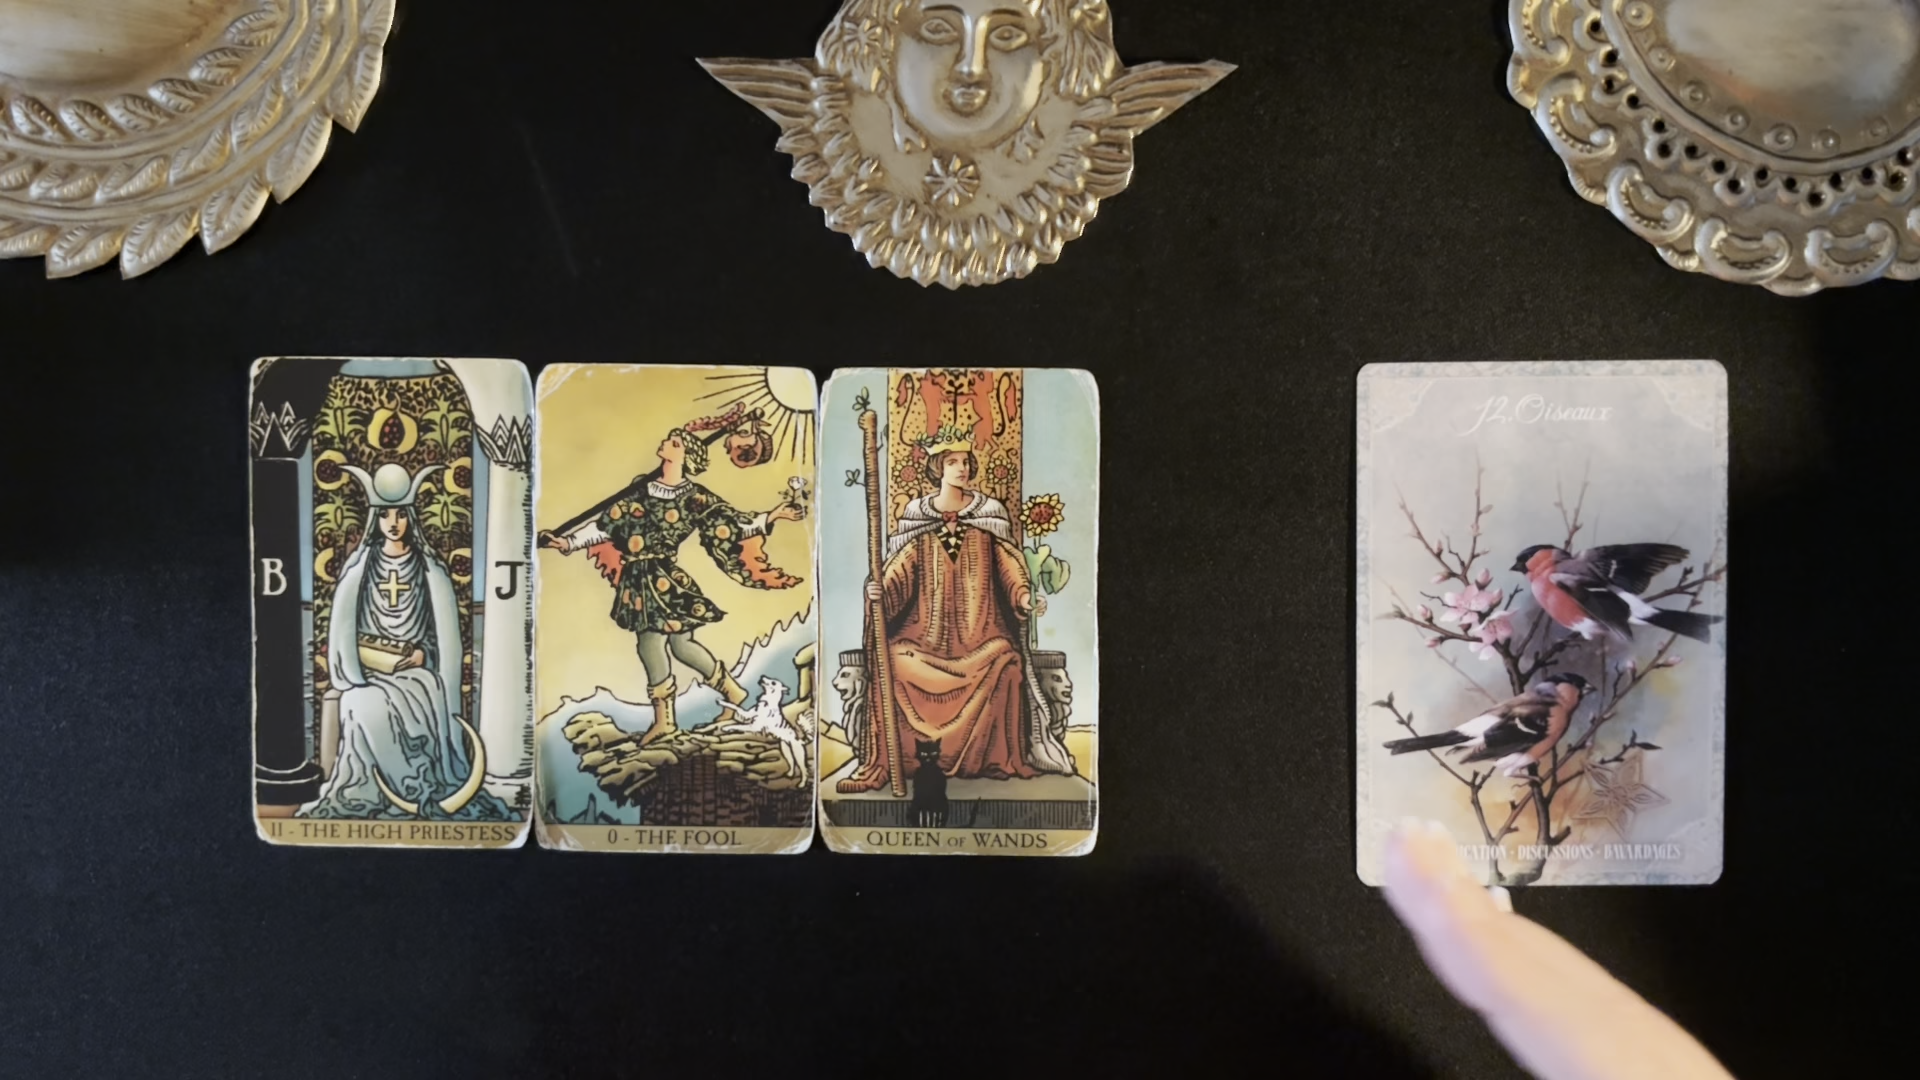 B
J
II - THE HIGH PRIESTESS
0 - THE FOOL
QUEEN OF WANDS
12. Oiseaux
DISCUSSIONS - BAVARDAGES